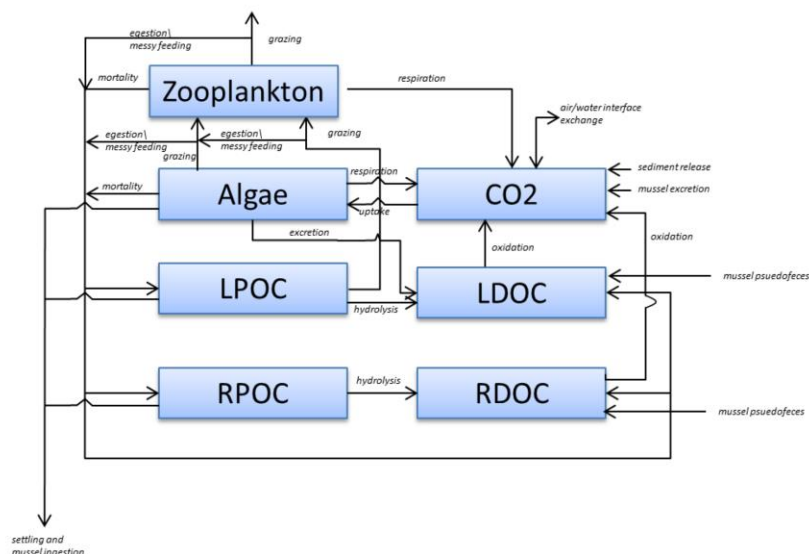 egestion\
messy feeding
grazing
mortality
Zooplankton
respiration
air/water interface
exchange
egestion\
messy feeding
egestion\
messy feeding
grazing
grazing
respiration
sediment release
mortality
Algae
CO2
mussel excretion
uptake
excretion
oxidation
oxidation
LPOC
LDOC
mussel psuedofeces
hydrolysis
RPOC
hydrolysis
RDOC
mussel psuedofeces
settling and
mussel ingestion